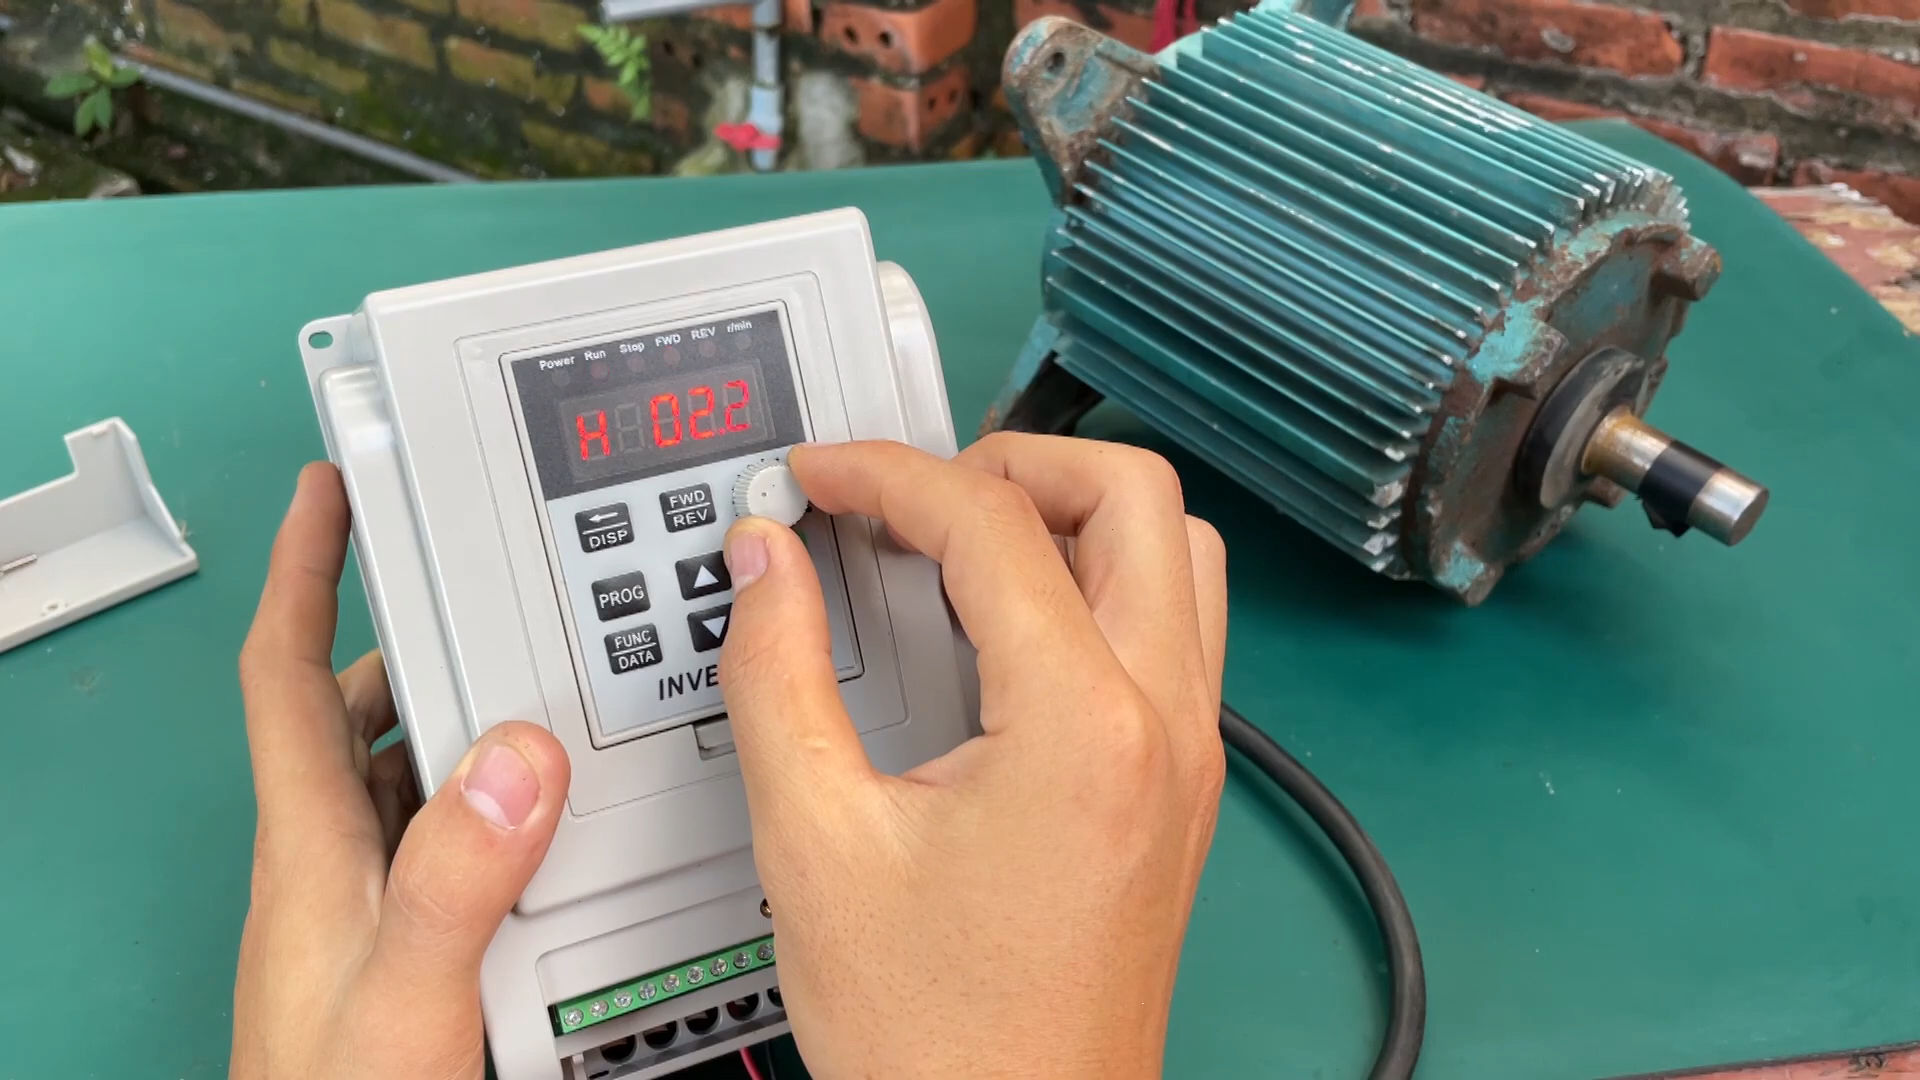 Power Run Stop FWD REV r/min
H 02.2
←
DISP
FWD
REV
PROG
FUNC
DATA
INVE